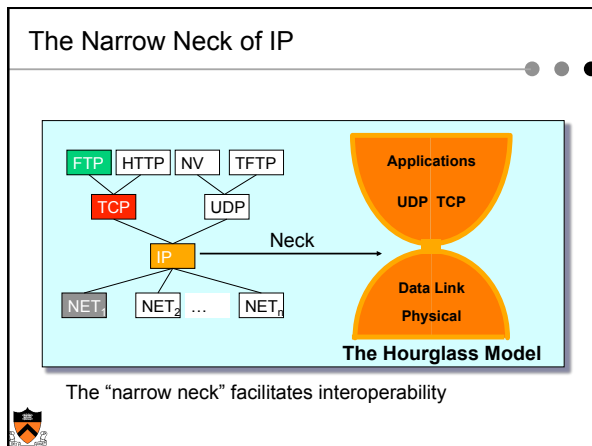 The Narrow Neck of IP
FTP HTTP NV TFTP
TCP UDP
IP
Neck
NET1 NET2 … NETn
Applications
UDP TCP
Data Link
Physical
The Hourglass Model
The “narrow neck” facilitates interoperability